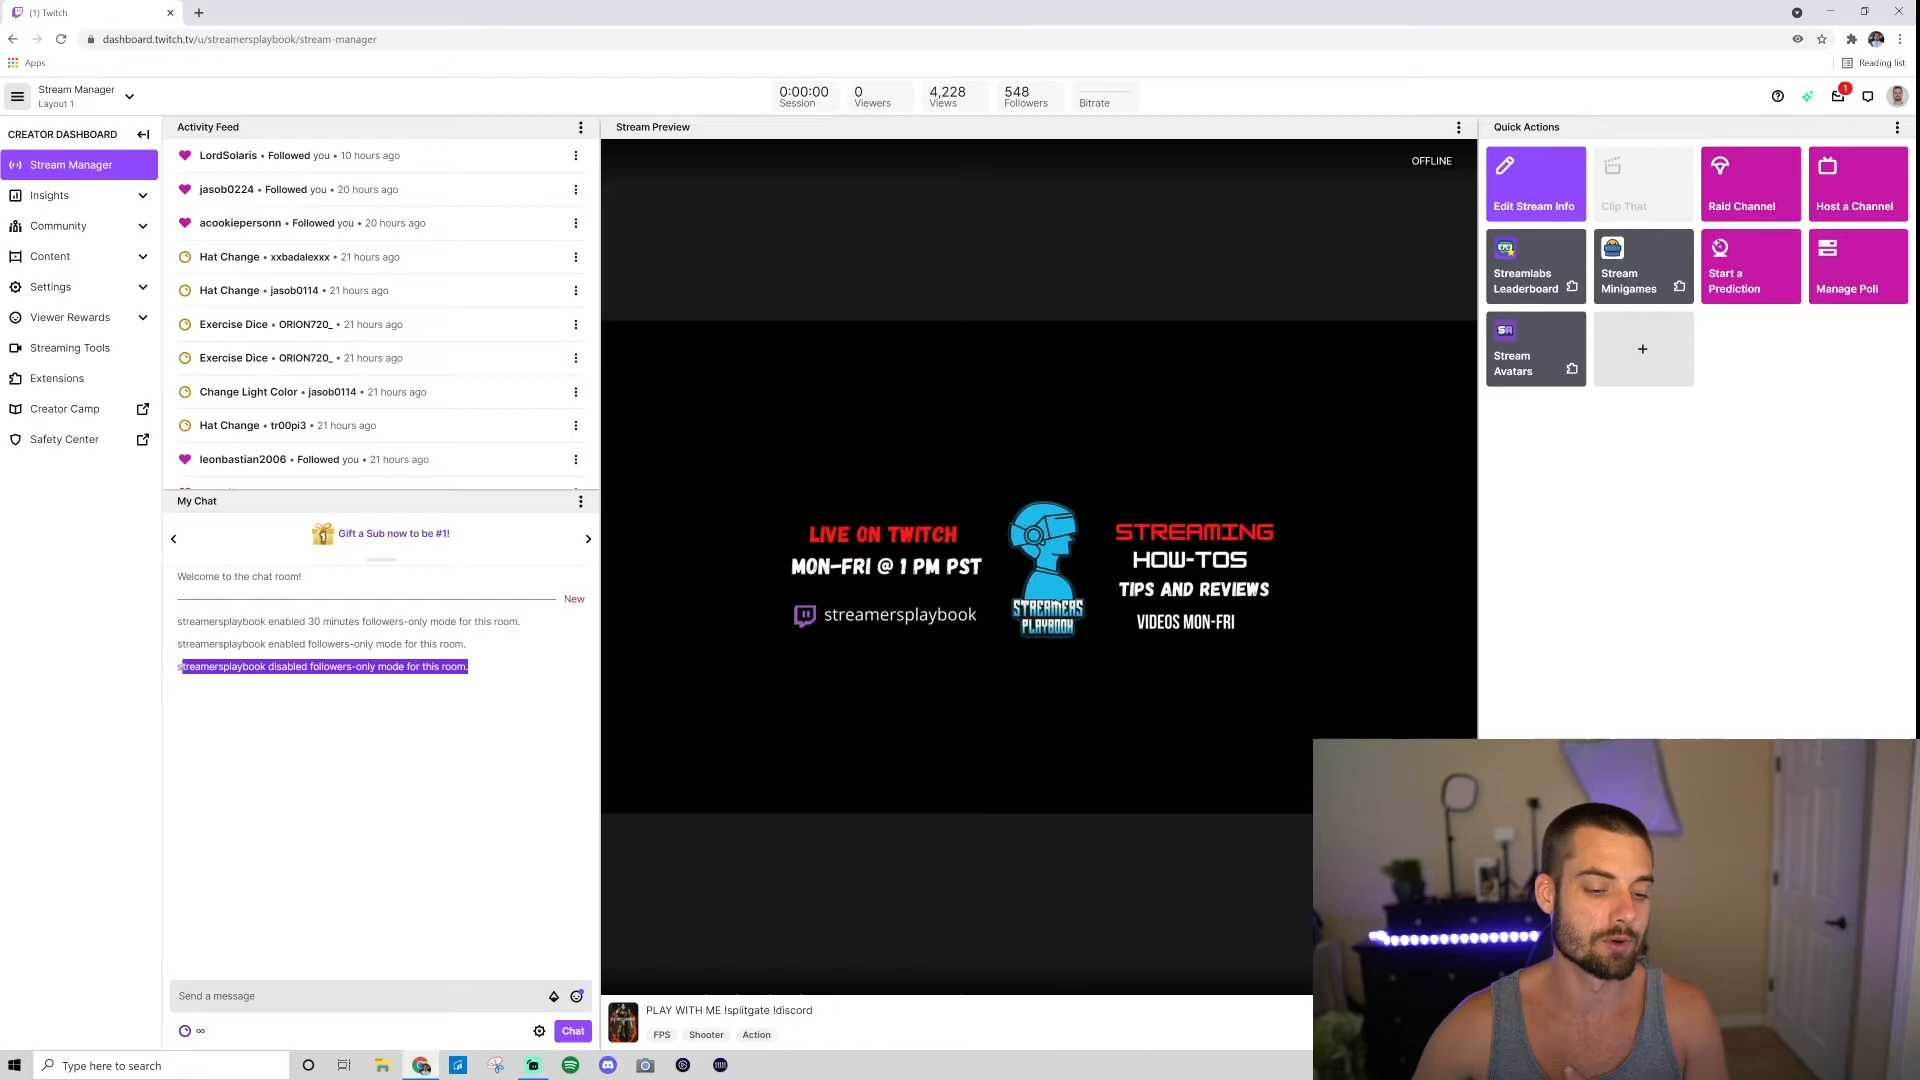 (1) Twitch
dashboard.twitch.tv/u/streamersplaybook/stream-manager
Apps
Reading list
Stream Manager
Layout 1
0:00:00
Session
0
Viewers
4,228
Views
548
Followers
Bitrate
1
CREATOR DASHBOARD
Stream Manager
Insights
Community
Content
Settings
Viewer Rewards
Streaming Tools
Extensions
Creator Camp
Safety Center
Activity Feed
LordSolaris • Followed you • 10 hours ago
jasob0224 • Followed you • 20 hours ago
acookiepersonn • Followed you • 20 hours ago
Hat Change • xxbadalexxx • 21 hours ago
Hat Change • jasob0114 • 21 hours ago
Exercise Dice • ORION720_ • 21 hours ago
Exercise Dice • ORION720_ • 21 hours ago
Change Light Color • jasob0114 • 21 hours ago
Hat Change • tr00pi3 • 21 hours ago
leonbastian2006 • Followed you • 21 hours ago
My Chat
1
Gift a Sub now to be #1!
Welcome to the chat room!
New
streamersplaybook enabled 30 minutes followers-only mode for this room.
streamersplaybook enabled followers-only mode for this room.
streamersplaybook disabled followers-only mode for this room.
Send a message
∞
Chat
Stream Preview
OFFLINE
LIVE ON TWITCH
MON-FRI @ 1 PM PST
streamersplaybook
STREAMERS
PLAYBOOK
STREAMING
HOW-TOS
TIPS AND REVIEWS
VIDEOS MON-FRI
PLAY WITH ME !splitgate !discord
FPS
Shooter
Action
Quick Actions
Edit Stream Info
Clip That
Raid Channel
Host a Channel
Streamlabs
Leaderboard
Stream
Minigames
Start a
Prediction
Manage Poll
SA
Stream
Avatars
+
Type here to search